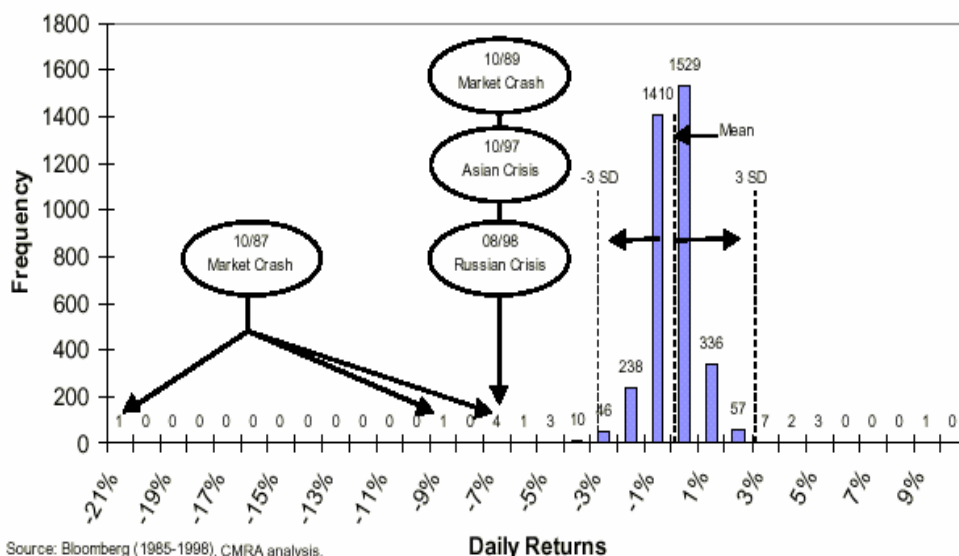 1800
1600
1400
1200
1000
800
600
400
200
0
Frequency
10/89
Market Crash
10/97
Asian Crisis
08/98
Russian Crisis
10/87
Market Crash
1529
1410
Mean
-3 SD
3 SD
336
238
57
46
1 0 0 0 0 0 0 0 0 0 0 0 1 0 4 1 3 10 7 2 3 0 0 0 1 0
-21% -19% -17% -15% -13% -11% -9% -7% -5% -3% -1% 1% 3% 5% 7% 9%
Daily Returns
Source: Bloomberg (1985-1998), CMRA analysis.